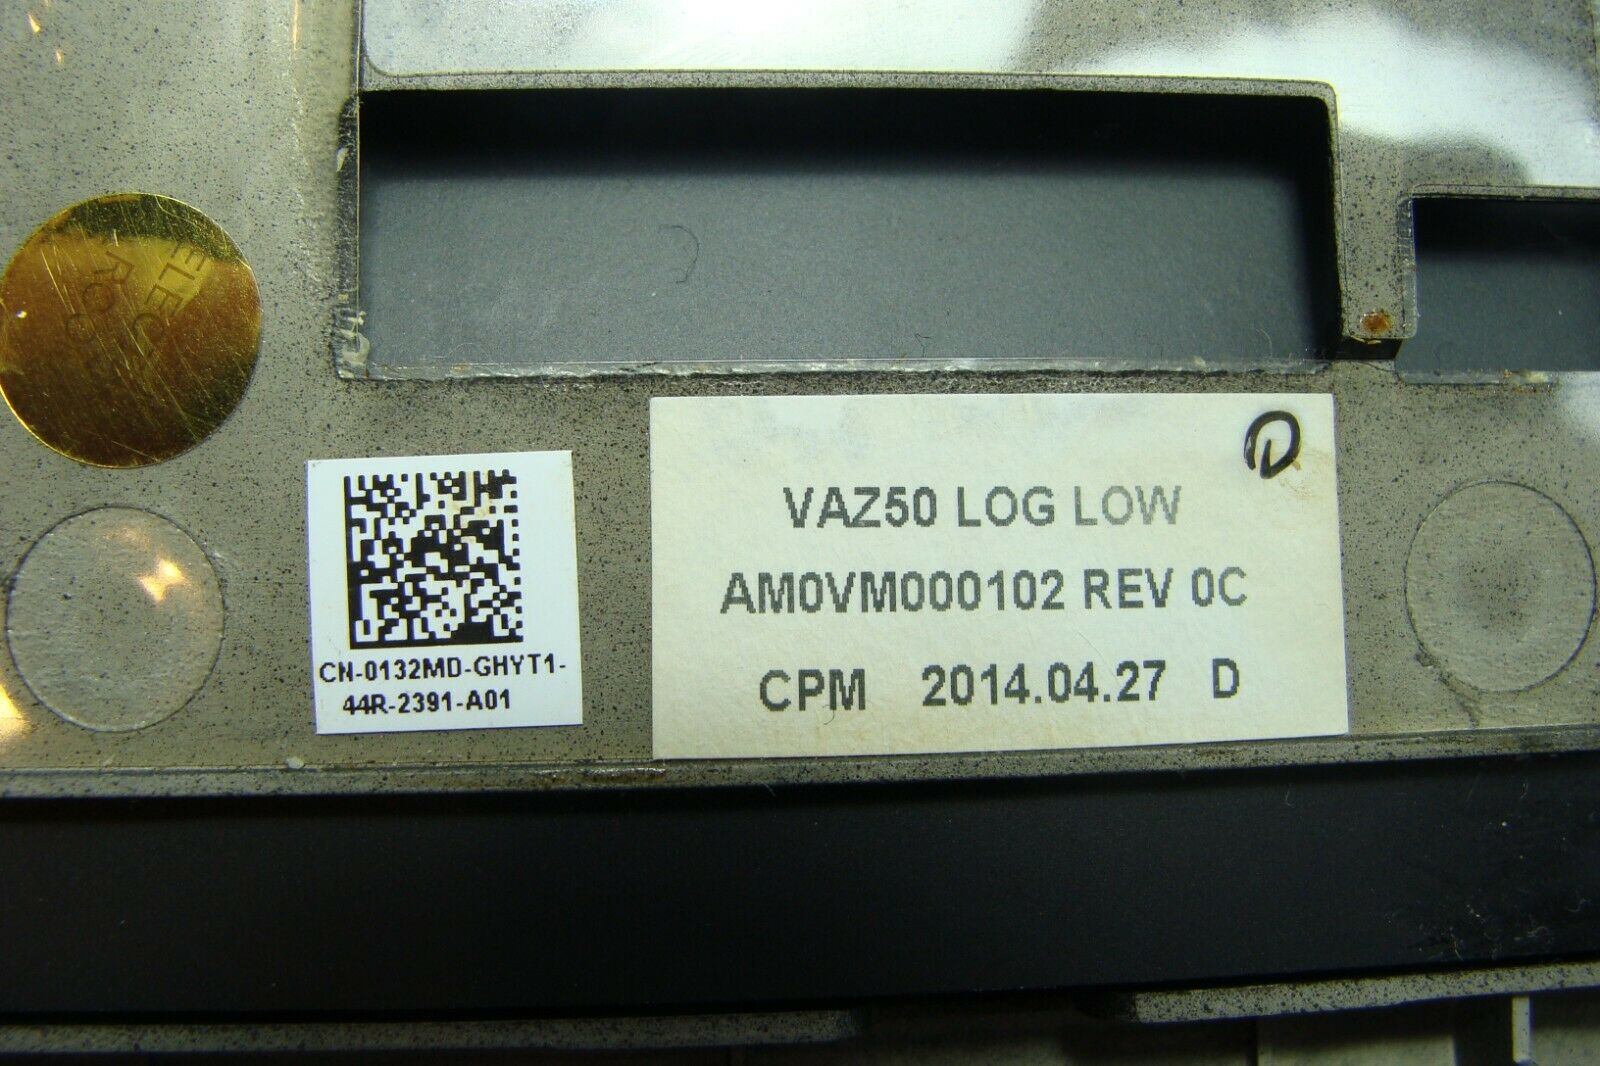 VAZ50 LOG LOW
AM0VM000102 REV 0C
CPM 2014.04.27 D
CN-0132MD-GHYT1-
44R-2391-A01